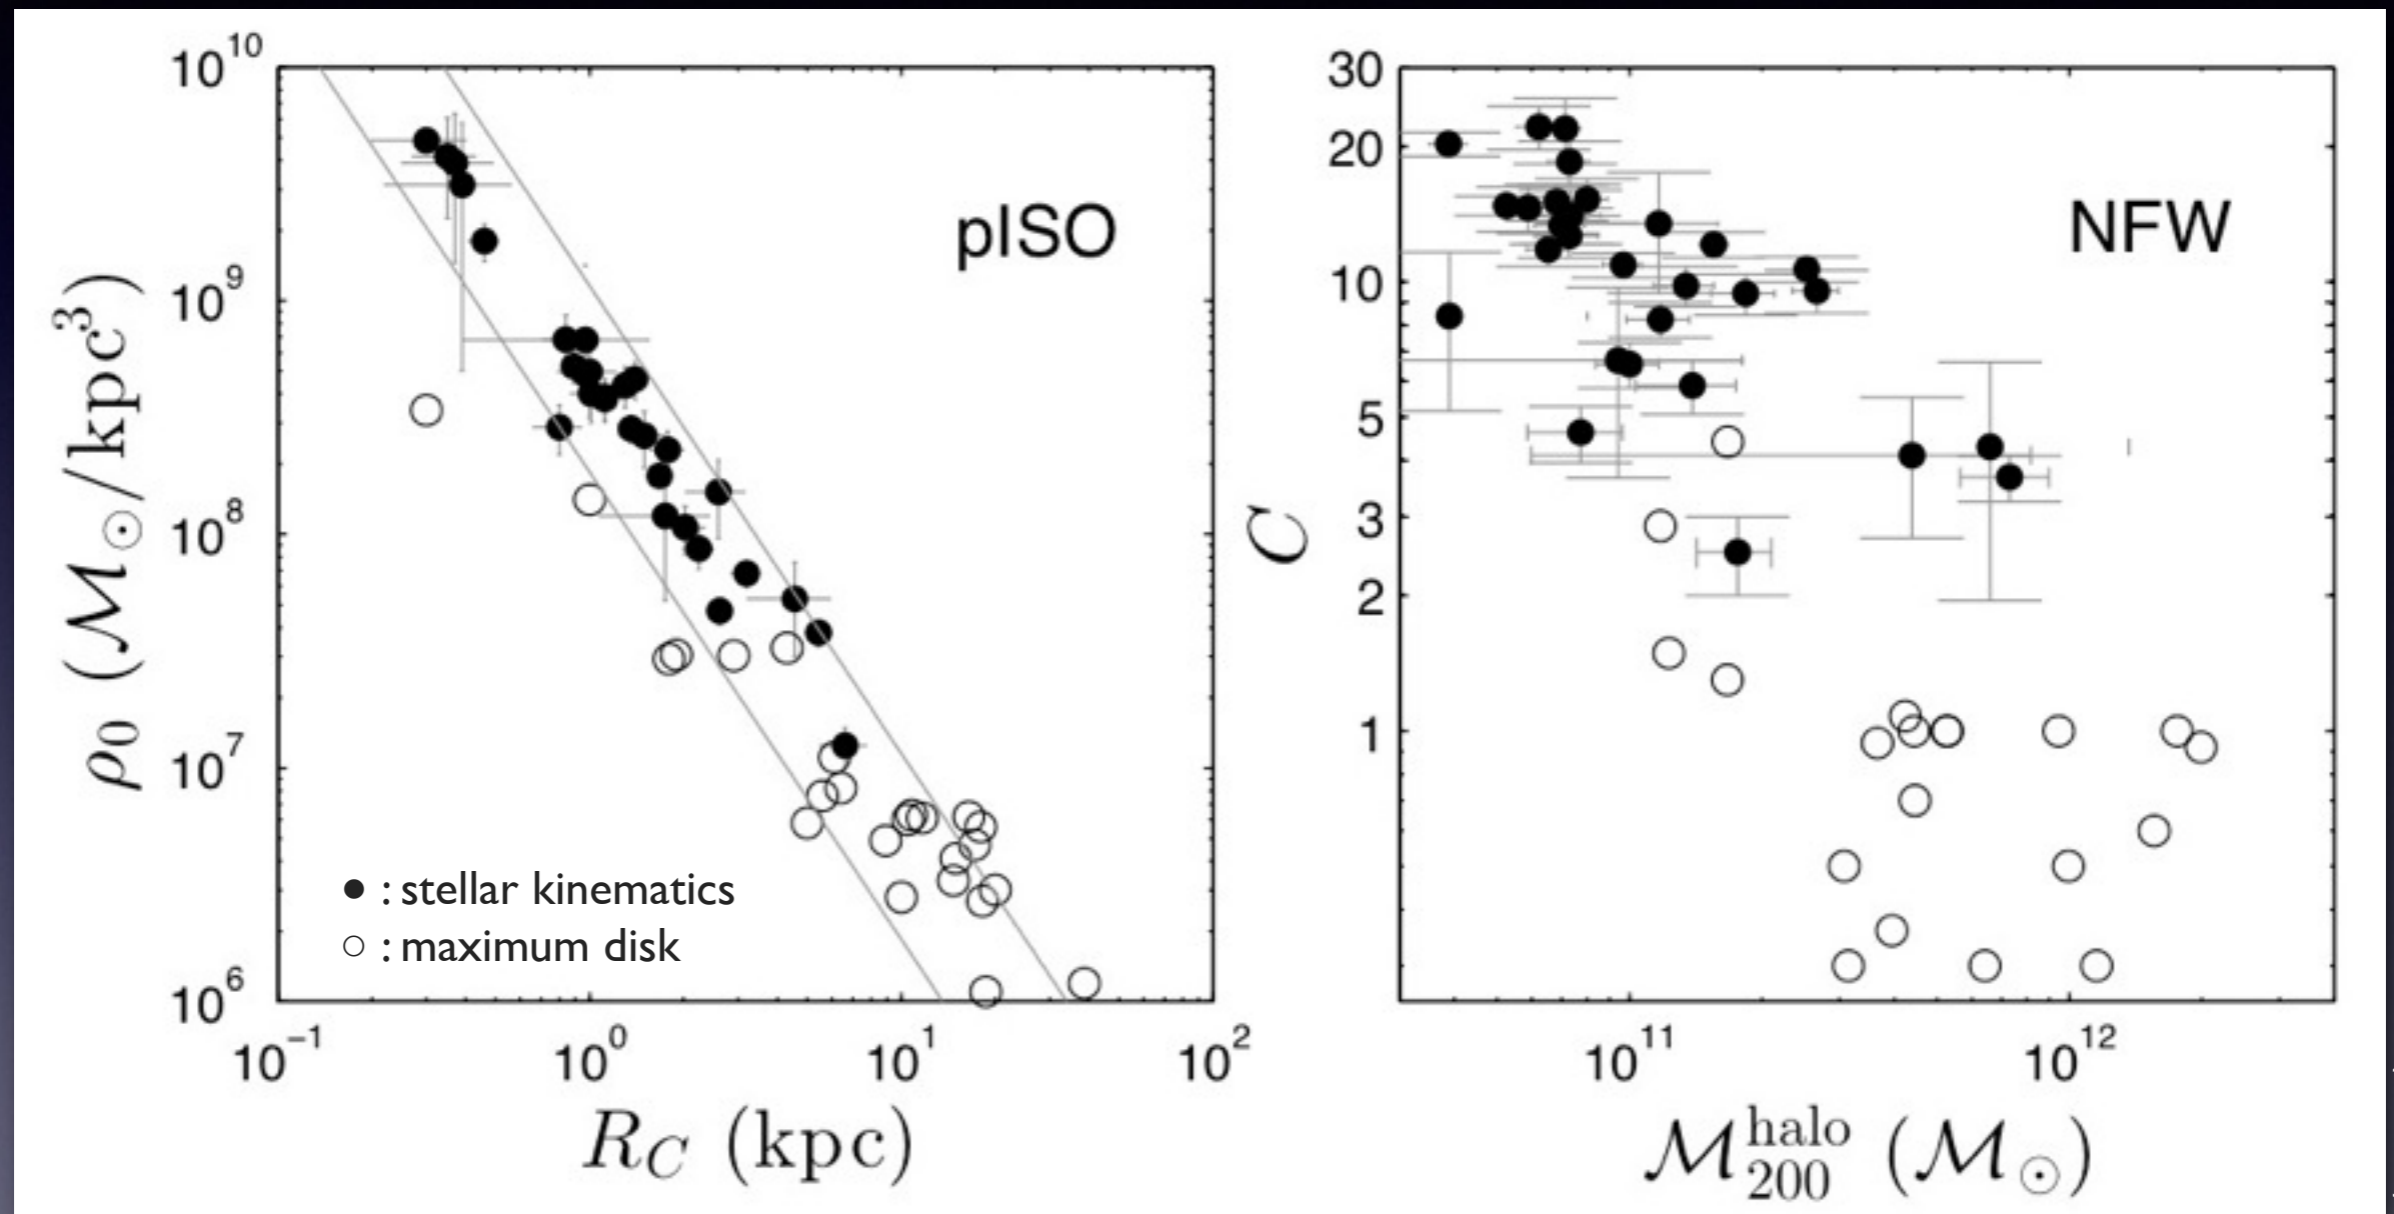 10^10
10^9
10^8
10^7
10^6
ρ0 (M⊙/kpc^3)
pISO
● : stellar kinematics
○ : maximum disk
10^−1 10^0 10^1 10^2
R_C (kpc)
30
20
10
5
3
2
1
C
NFW
10^11 10^12
M_200^halo (M⊙)